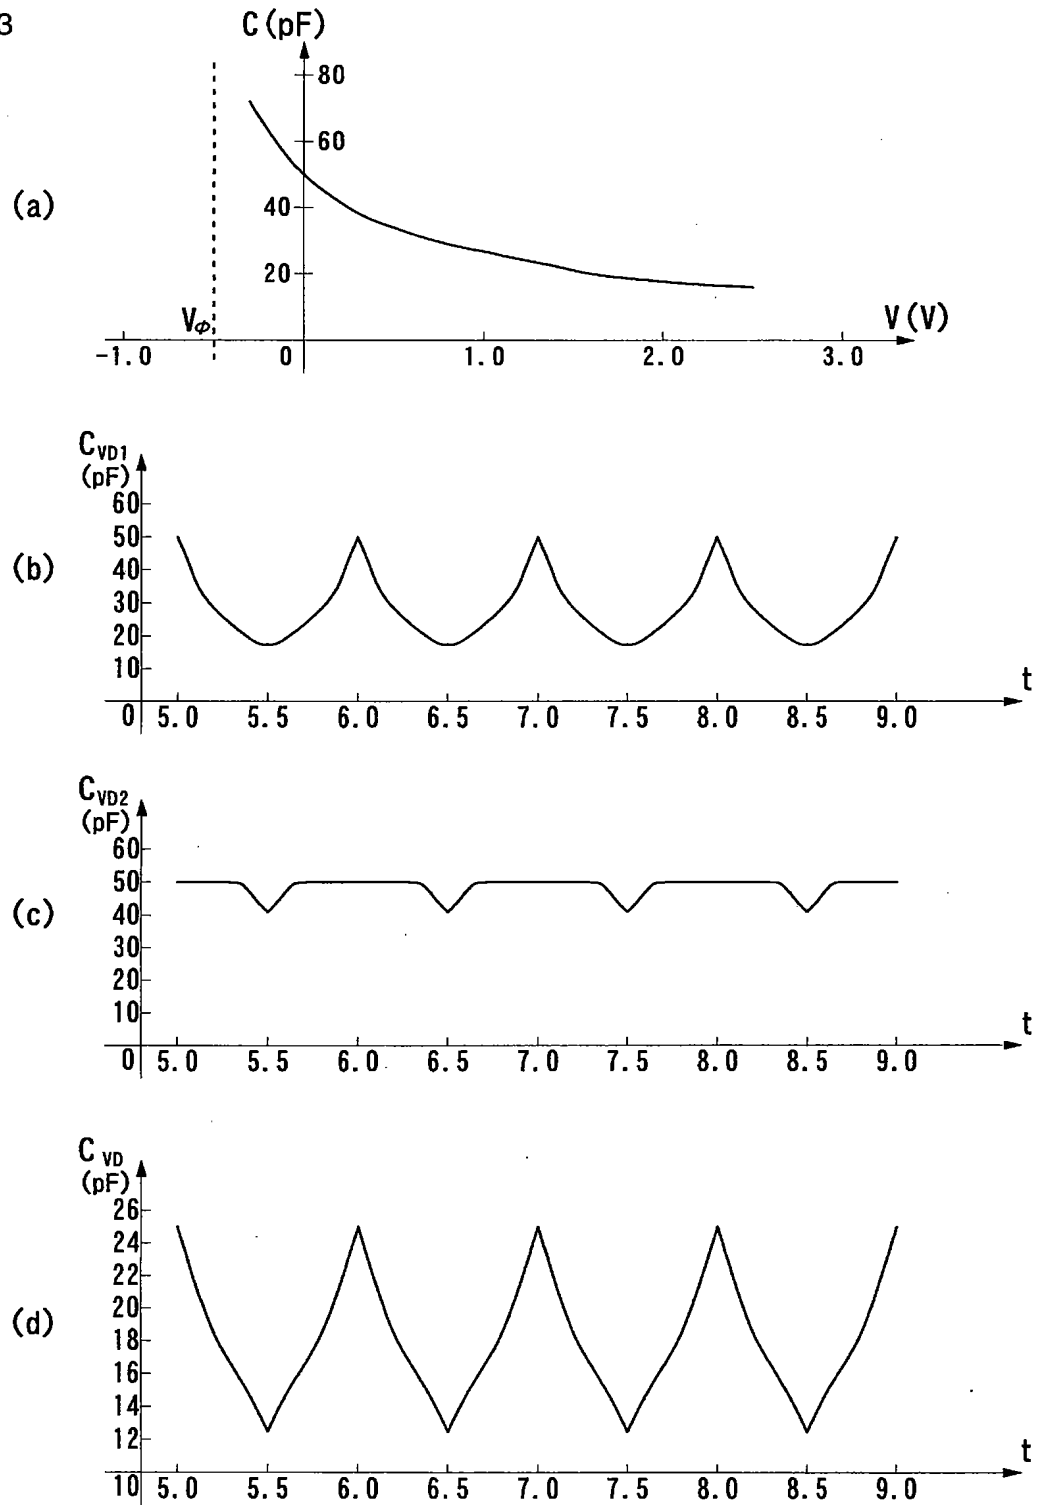 3
C (pF)
80
60
(a)
40
20
Vφ
V (V)
-1.0 0 1.0 2.0 3.0
CVD1
(pF)
60
50
(b)
40
30
20
10
t
0 5.0 5.5 6.0 6.5 7.0 7.5 8.0 8.5 9.0
CVD2
(pF)
60
50
(c)
40
30
20
10
t
0 5.0 5.5 6.0 6.5 7.0 7.5 8.0 8.5 9.0
CVD
(pF)
26
24
22
20
(d)
18
16
14
12
t
10 5.0 5.5 6.0 6.5 7.0 7.5 8.0 8.5 9.0